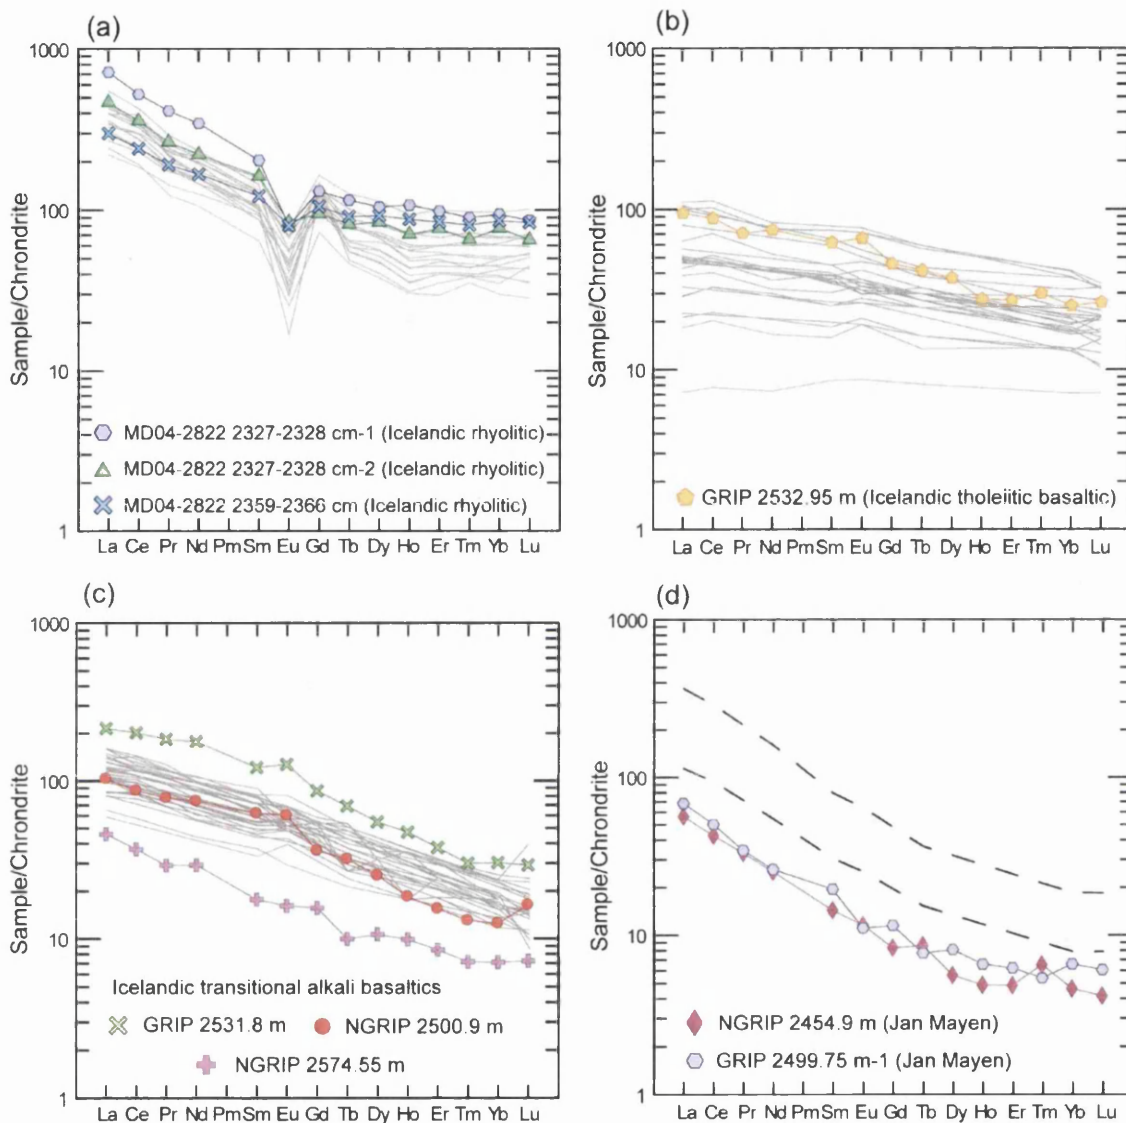 (a)
1000
100
10
1
Sample/Chrondrite
MD04-2822 2327-2328 cm-1 (Icelandic rhyolitic)
MD04-2822 2327-2328 cm-2 (Icelandic rhyolitic)
MD04-2822 2359-2366 cm (Icelandic rhyolitic)
La Ce Pr Nd Pm Sm Eu Gd Tb Dy Ho Er Tm Yb Lu
(b)
1000
100
10
1
Sample/Chrondrite
GRIP 2532.95 m (Icelandic tholeiitic basaltic)
La Ce Pr Nd Pm Sm Eu Gd Tb Dy Ho Er Tm Yb Lu
(c)
1000
100
10
1
Sample/Chrondrite
Icelandic transitional alkali basaltics
GRIP 2531.8 m NGRIP 2500.9 m
NGRIP 2574.55 m
La Ce Pr Nd Pm Sm Eu Gd Tb Dy Ho Er Tm Yb Lu
(d)
1000
100
10
1
Sample/Chrondrite
NGRIP 2454.9 m (Jan Mayen)
GRIP 2499.75 m-1 (Jan Mayen)
La Ce Pr Nd Pm Sm Eu Gd Tb Dy Ho Er Tm Yb Lu